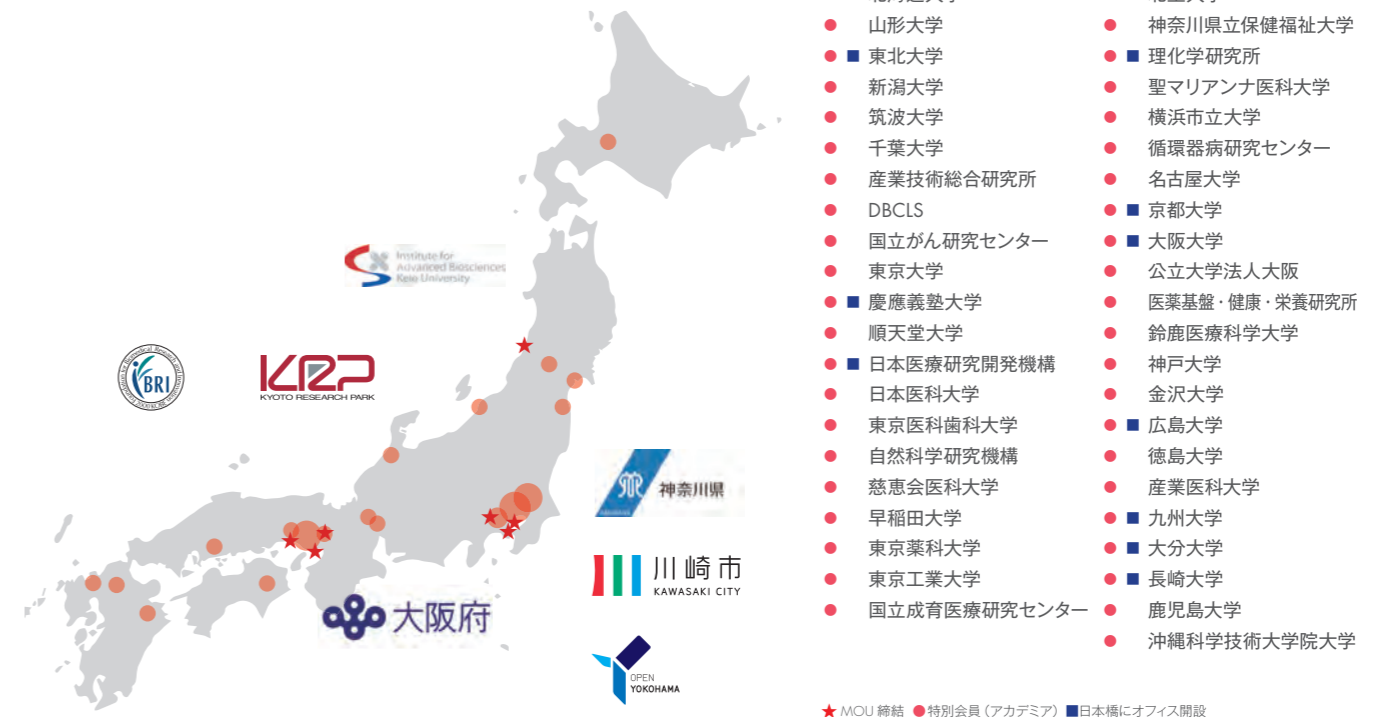 Institute for
Advanced Biosciences
Keio University
BRI
KRP
KYOTO RESEARCH PARK
神奈川県
川崎市
KAWASAKI CITY
大阪府
OPEN
YOKOHAMA
山形大学
東北大学
新潟大学
筑波大学
千葉大学
産業技術総合研究所
DBCLS
国立がん研究センター
東京大学
慶應義塾大学
順天堂大学
日本医療研究開発機構
日本医科大学
東京医科歯科大学
自然科学研究機構
慈恵会医科大学
早稲田大学
東京薬科大学
東京工業大学
国立成育医療研究センター
神奈川県立保健福祉大学
理化学研究所
聖マリアンナ医科大学
横浜市立大学
循環器病研究センター
名古屋大学
京都大学
大阪大学
公立大学法人大阪
医薬基盤・健康・栄養研究所
鈴鹿医療科学大学
神戸大学
金沢大学
広島大学
徳島大学
産業医科大学
九州大学
大分大学
長崎大学
鹿児島大学
沖縄科学技術大学院大学
★ MOU 締結 ●特別会員（アカデミア） ■日本橋にオフィス開設